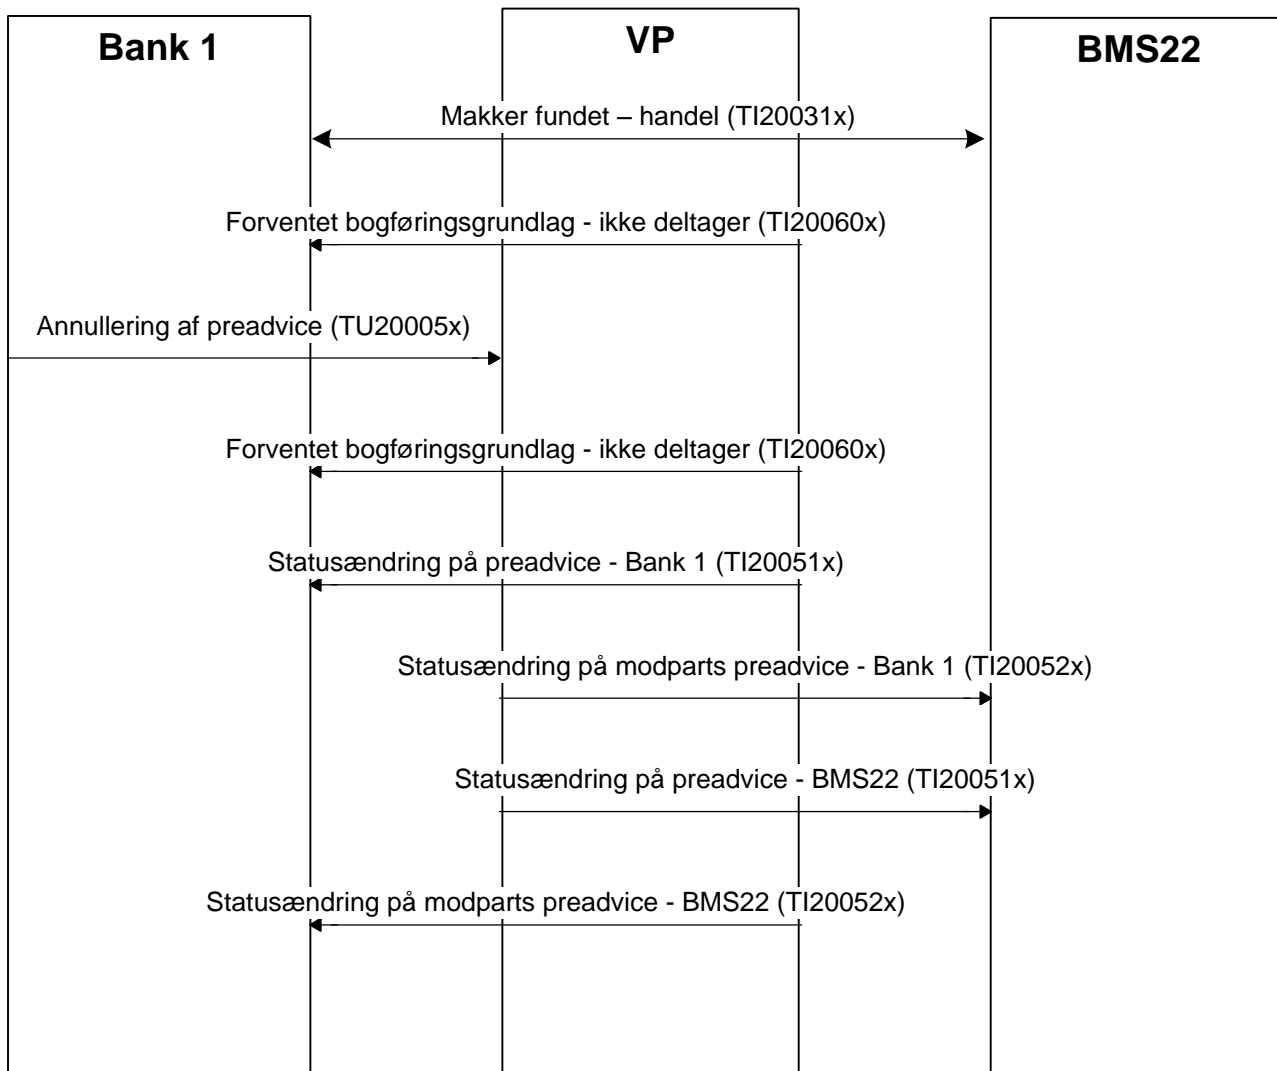 Bank 1
VP
BMS22
Makker fundet – handel (TI20031x)
Forventet bogføringsgrundlag - ikke deltager (TI20060x)
Annullering af preadvice (TU20005x)
Forventet bogføringsgrundlag - ikke deltager (TI20060x)
Statusændring på preadvice - Bank 1 (TI20051x)
Statusændring på modparts preadvice - Bank 1 (TI20052x)
Statusændring på preadvice - BMS22 (TI20051x)
Statusændring på modparts preadvice - BMS22 (TI20052x)